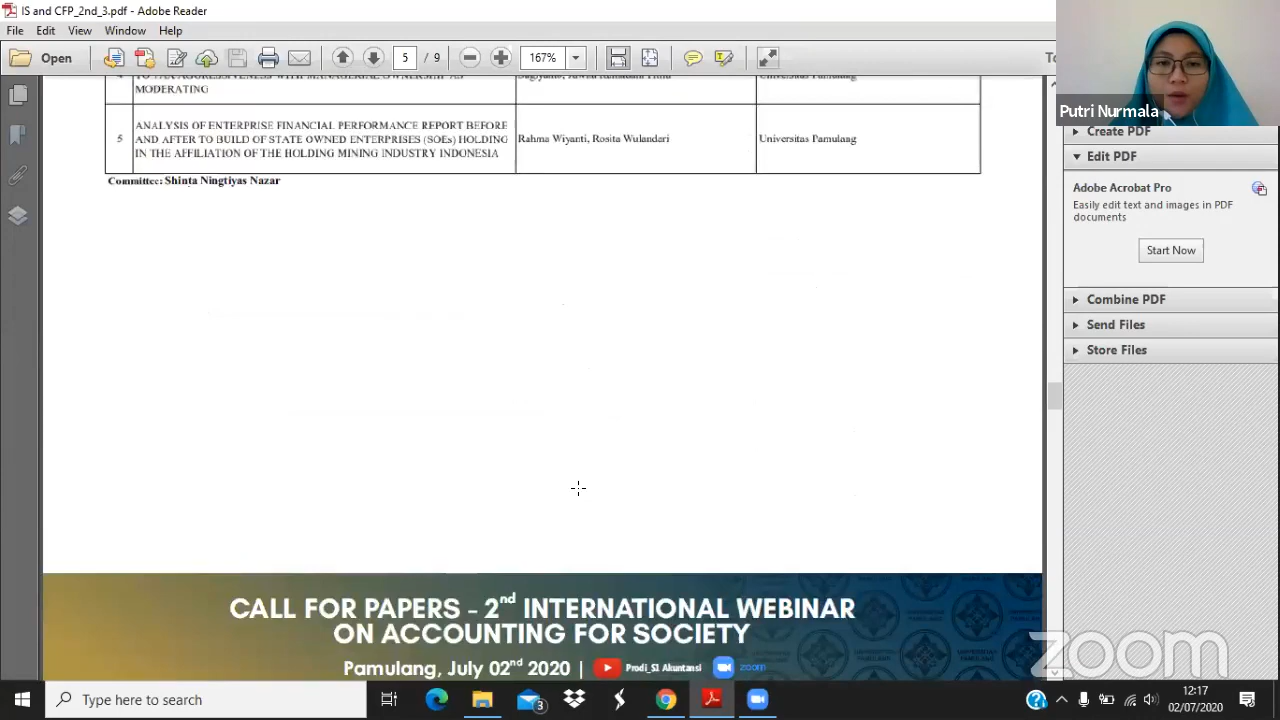 IS and CFP_2nd_3.pdf - Adobe Reader
File Edit View Window Help
Open 5 / 9 167%
MODERATING
Universitas Pamulang
5 ANALYSIS OF ENTERPRISE FINANCIAL PERFORMANCE REPORT BEFORE AND AFTER TO BUILD OF STATE OWNED ENTERPRISES (SOEs) HOLDING IN THE AFFILIATION OF THE HOLDING MINING INDUSTRY INDONESIA Rahma Wiyanti, Rosita Wulandari Universitas Pamulang
Committee: Shinta Ningtiyas Nazar
CALL FOR PAPERS - 2nd INTERNATIONAL WEBINAR
ON ACCOUNTING FOR SOCIETY
Pamulang, July 02nd 2020 | Prodi_S1 Akuntansi zoom
Putri Nurmala
Create PDF
Edit PDF
Adobe Acrobat Pro
Easily edit text and images in PDF
documents
Start Now
Combine PDF
Send Files
Store Files
zoom
Type here to search
3
12:17
02/07/2020